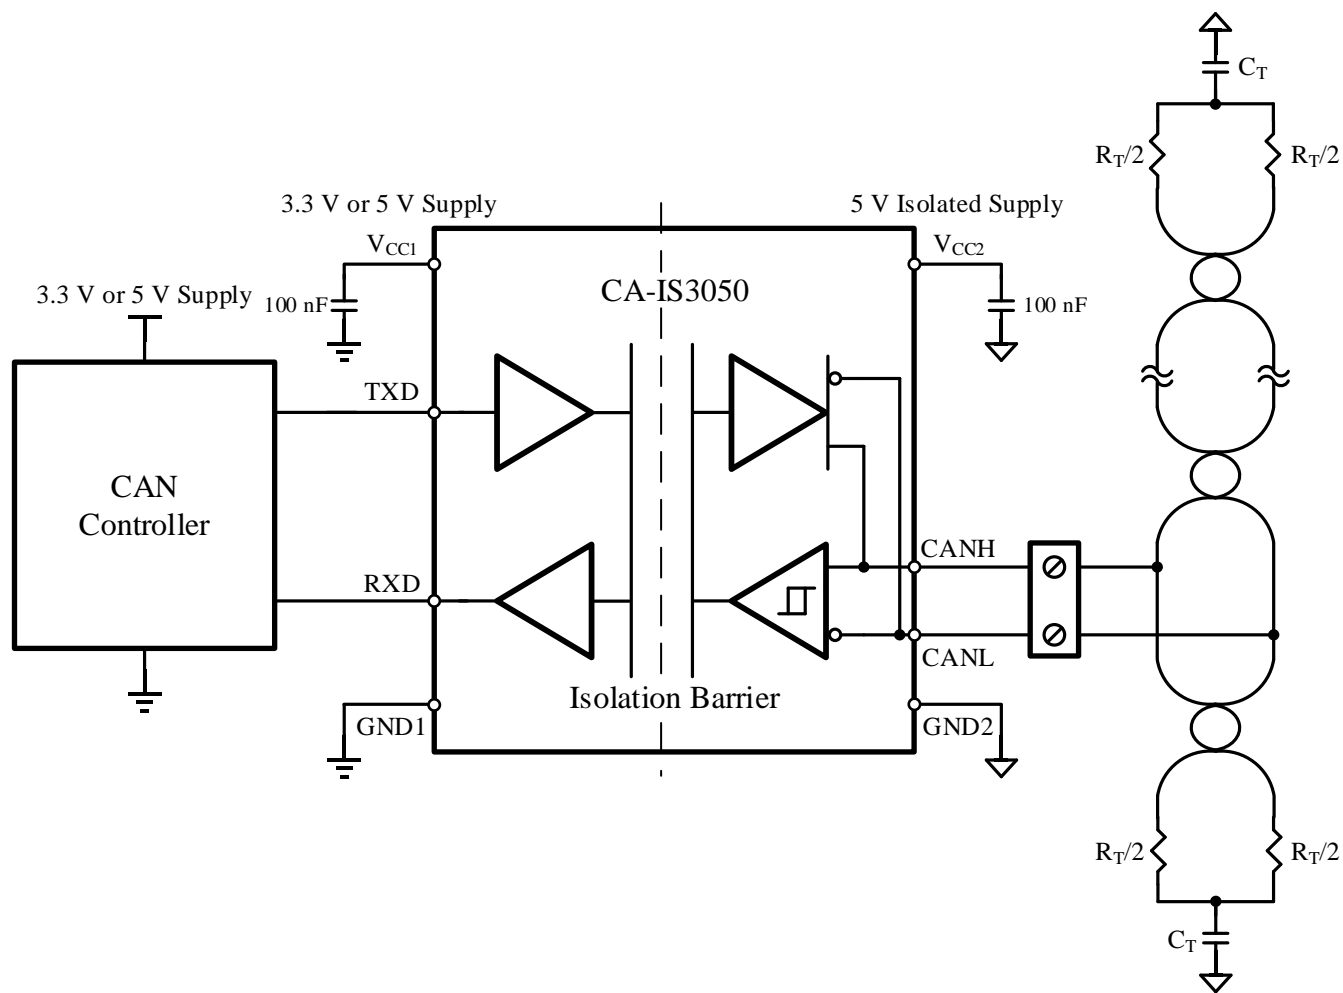 C_T
R_T/2
R_T/2
3.3 V or 5 V Supply
5 V Isolated Supply
V_CC1
V_CC2
3.3 V or 5 V Supply
100 nF
CA-IS3050
100 nF
TXD
CAN
Controller
CANH
RXD
CANL
Isolation Barrier
GND1
GND2
R_T/2
R_T/2
C_T